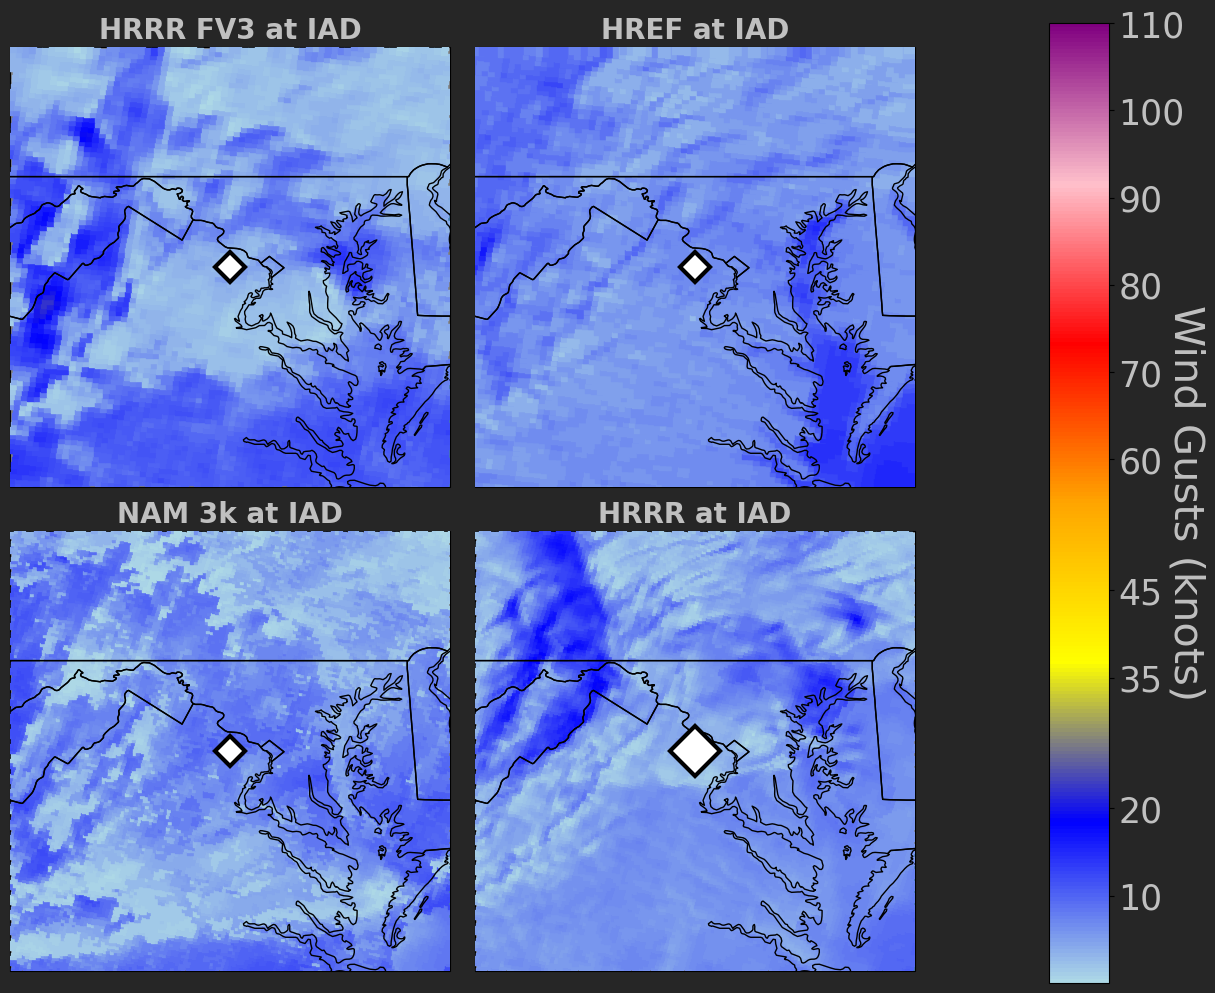 HRRR FV3 at IAD
HREF at IAD
NAM 3k at IAD
HRRR at IAD
110
100
90
80
70
60
45
35
20
10
Wind Gusts (knots)